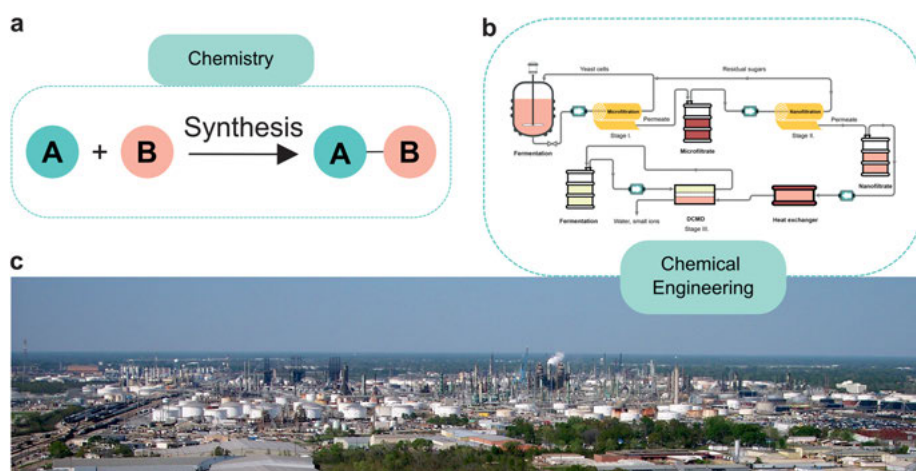 a
Chemistry
A
+
B
Synthesis
A
B
b
Yeast cells
Residual sugars
Microfiltration
Permeate
Stage I.
Fermentation
Microfiltrate
Nanofiltration
Permeate
Stage II.
Nanofiltrate
Fermentation
Water, small ions
DCMD
Stage III.
Heat exchanger
Chemical
Engineering
c